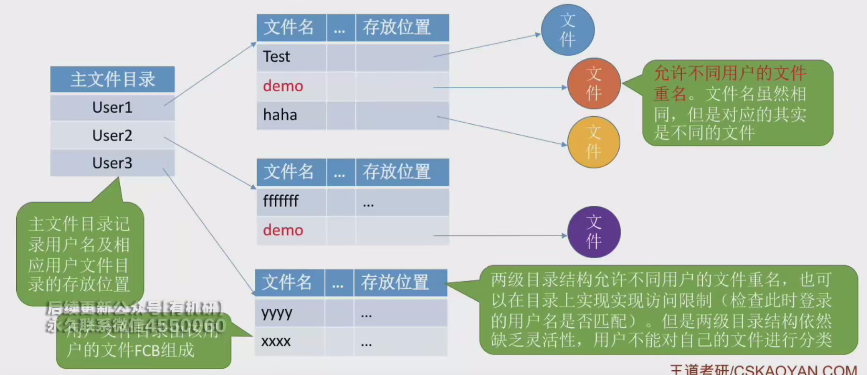 文件名 … 存放位置
Test
demo
haha
文件
文件
文件
允许不同用户的文件
重名。文件名虽然相
同，但是对应的其实
是不同的文件
主文件目录
User1
User2
User3
文件名 … 存放位置
fffffff …
demo
文件
主文件目录记
录用户名及相
应用户文件目
录的存放位置
文件名 … 存放位置
yyyy …
xxxx …
两级目录结构允许不同用户的文件重名，也可
以在目录上实现实现访问限制（检查此时登录
的用户名是否匹配）。但是两级目录结构依然
缺乏灵活性，用户不能对自己的文件进行分类
后续更新公众号[有机研]
永久联系微信4550060
用户文件目录由该用
户的文件FCB组成
王道考研/CSKAOYAN.COM